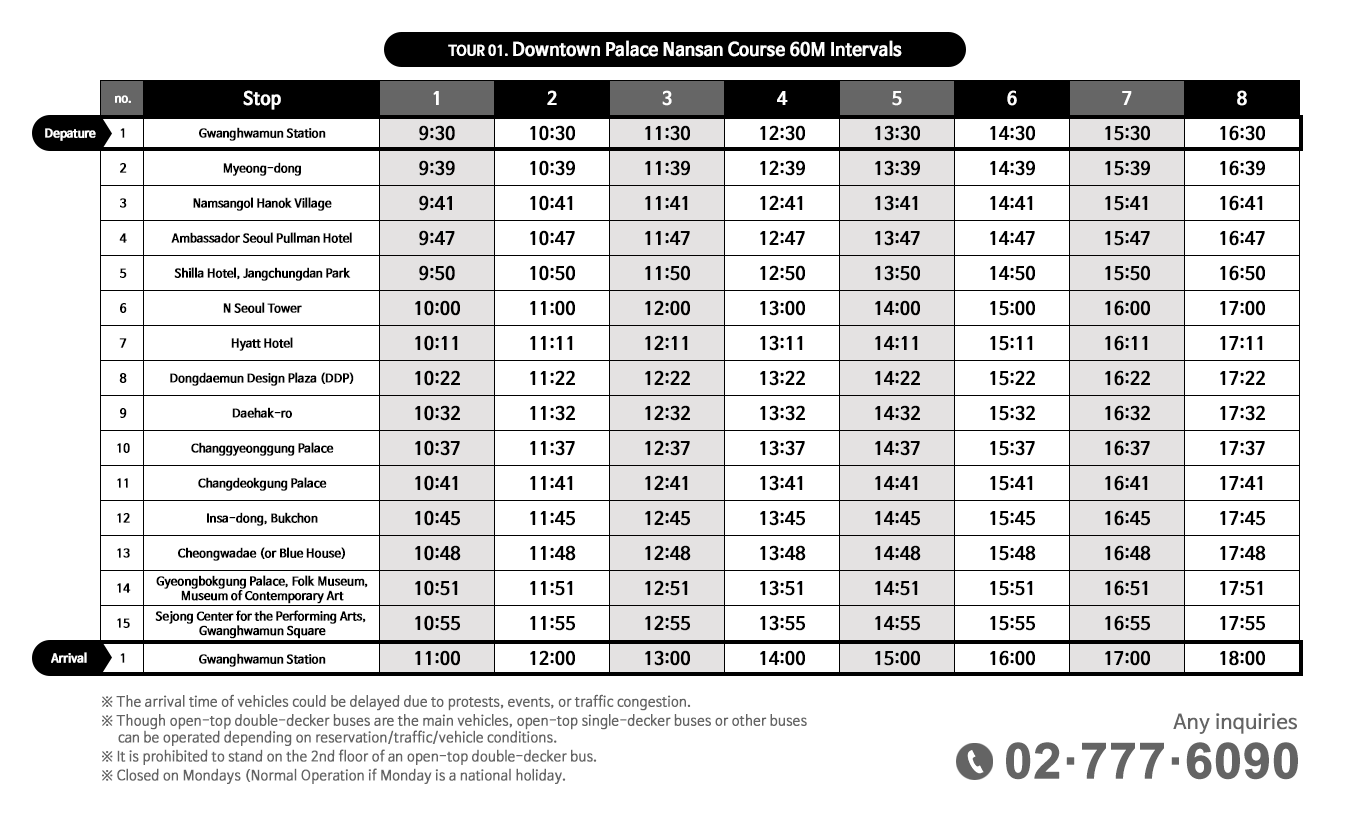 TOUR 01. Downtown Palace Nansan Course 60M Intervals
no. Stop 1 2 3 4 5 6 7 8
Depature 1 Gwanghwamun Station 9:30 10:30 11:30 12:30 13:30 14:30 15:30 16:30
2 Myeong-dong 9:39 10:39 11:39 12:39 13:39 14:39 15:39 16:39
3 Namsangol Hanok Village 9:41 10:41 11:41 12:41 13:41 14:41 15:41 16:41
4 Ambassador Seoul Pullman Hotel 9:47 10:47 11:47 12:47 13:47 14:47 15:47 16:47
5 Shilla Hotel, Jangchungdan Park 9:50 10:50 11:50 12:50 13:50 14:50 15:50 16:50
6 N Seoul Tower 10:00 11:00 12:00 13:00 14:00 15:00 16:00 17:00
7 Hyatt Hotel 10:11 11:11 12:11 13:11 14:11 15:11 16:11 17:11
8 Dongdaemun Design Plaza (DDP) 10:22 11:22 12:22 13:22 14:22 15:22 16:22 17:22
9 Daehak-ro 10:32 11:32 12:32 13:32 14:32 15:32 16:32 17:32
10 Changgyeonggung Palace 10:37 11:37 12:37 13:37 14:37 15:37 16:37 17:37
11 Changdeokgung Palace 10:41 11:41 12:41 13:41 14:41 15:41 16:41 17:41
12 Insa-dong, Bukchon 10:45 11:45 12:45 13:45 14:45 15:45 16:45 17:45
13 Cheongwadae (or Blue House) 10:48 11:48 12:48 13:48 14:48 15:48 16:48 17:48
14 Gyeongbokgung Palace, Folk Museum,
Museum of Contemporary Art 10:51 11:51 12:51 13:51 14:51 15:51 16:51 17:51
15 Sejong Center for the Performing Arts,
Gwanghwamun Square 10:55 11:55 12:55 13:55 14:55 15:55 16:55 17:55
Arrival 1 Gwanghwamun Station 11:00 12:00 13:00 14:00 15:00 16:00 17:00 18:00
※ The arrival time of vehicles could be delayed due to protests, events, or traffic congestion.
※ Though open-top double-decker buses are the main vehicles, open-top single-decker buses or other buses
can be operated depending on reservation/traffic/vehicle conditions.
※ It is prohibited to stand on the 2nd floor of an open-top double-decker bus.
※ Closed on Mondays (Normal Operation if Monday is a national holiday.
Any inquiries
02·777·6090